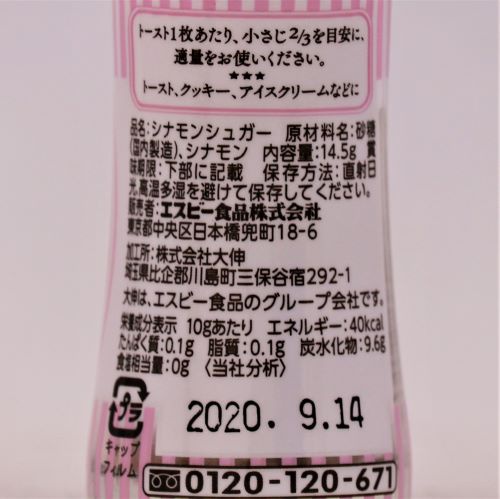 トースト1枚あたり、小さじ2/3を目安に、
適量をお使いください。
★★★
トースト、クッキー、アイスクリームなどに
品名:シナモンシュガー 原材料名:砂糖
(国内製造)、シナモン 内容量:14.5g 賞
味期限:下部に記載 保存方法:直射日
光、高温多湿を避けて保存してください。
販売者:エスビー食品株式会社
東京都中央区日本橋兜町18-6
加工所:株式会社大伸
埼玉県比企郡川島町三保谷宿292-1
大伸は、エスビー食品のグループ会社です。
栄養成分表示 10gあたり エネルギー:40kcal
たんぱく質:0.1g 脂質:0.1g 炭水化物:9.6g
食塩相当量:0g 〈当社分析〉
プラ
キャップ
フィルム
2020. 9.14
0120-120-671